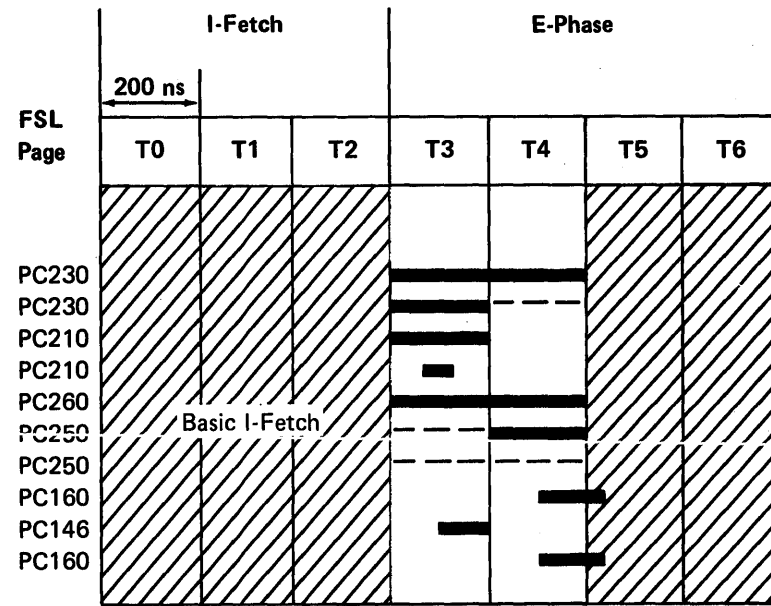 I-Fetch E-Phase
200 ns
FSL
Page T0 T1 T2 T3 T4 T5 T6
PC230
PC230
PC210
PC210
PC260
Basic I-Fetch
PC250
PC250
PC160
PC146
PC160